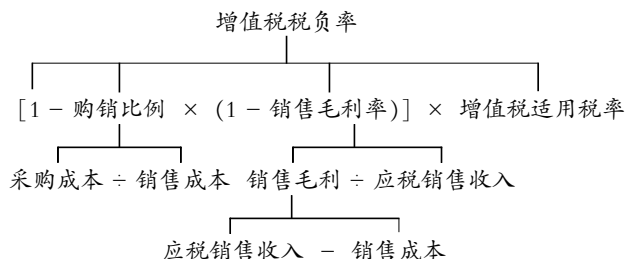 增值税税负率
[1 - 购销比例 × (1 - 销售毛利率)] × 增值税适用税率
采购成本 ÷ 销售成本 销售毛利 ÷ 应税销售收入
应税销售收入 - 销售成本